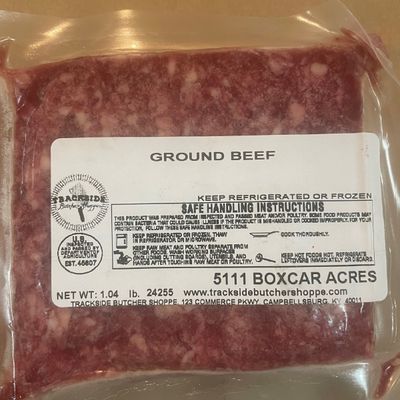 GROUND BEEF
KEEP REFRIGERATED OR FROZEN
TRACKSIDE
Butcher Shoppe
SAFE HANDLING INSTRUCTIONS
THIS PRODUCT WAS PREPARED FROM INSPECTED AND PASSED MEAT AND/OR POULTRY. SOME FOOD PRODUCTS MAY
CONTAIN BACTERIA THAT COULD CAUSE ILLNESS IF THE PRODUCT IS MISHANDLED OR COOKED IMPROPERLY. FOR YOUR
PROTECTION, FOLLOW THESE SAFE HANDLING INSTRUCTIONS.
KEEP REFRIGERATED OR FROZEN. THAW
IN REFRIGERATOR OR MICROWAVE.
COOK THOROUGHLY.
KEEP RAW MEAT AND POULTRY SEPARATE FROM
OTHER FOODS. WASH WORKING SURFACES
(INCLUDING CUTTING BOARDS), UTENSILS, AND
HANDS AFTER TOUCHING RAW MEAT OR POULTRY.
KEEP HOT FOODS HOT. REFRIGERATE
LEFTOVERS IMMEDIATELY OR DISCARD.
U.S.
INSPECTED
AND PASSED BY
DEPARTMENT OF
AGRICULTURE
EST. 46807
5111 BOXCAR ACRES
NET WT: 1.04 lb. 24255 www.tracksidebutchershoppe.com
TRACKSIDE BUTCHER SHOPPE, 123 COMMERCE PKWY, CAMPBELLSBURG, KY 40011